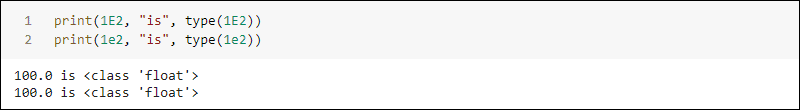 1 print(1E2, "is", type(1E2))
2 print(1e2, "is", type(1e2))
100.0 is <class 'float'>
100.0 is <class 'float'>